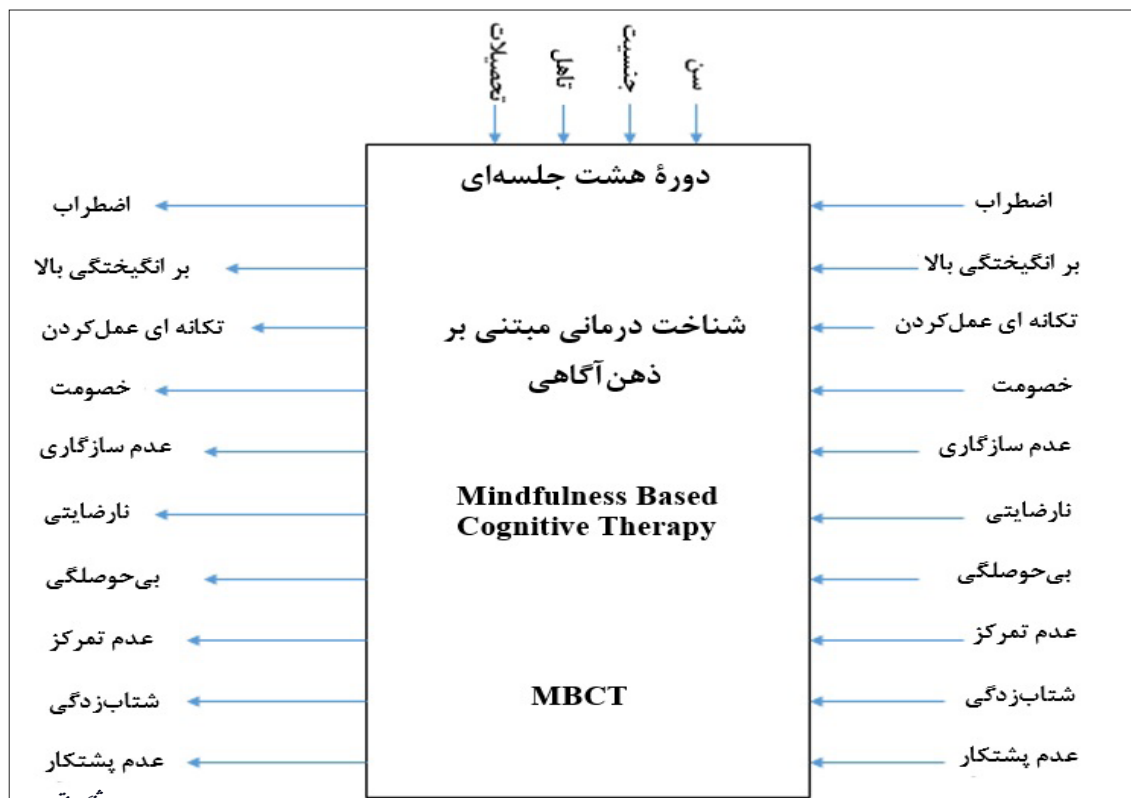 سن
جنسیت
تاهل
تحصیلات
دورهٔ هشت جلسه‌ای
شناخت درمانی مبتنی بر
ذهن‌آگاهی
Mindfulness Based
Cognitive Therapy
MBCT
اضطراب
بر انگیختگی بالا
تکانه ای عمل‌کردن
خصومت
عدم سازگاری
نارضایتی
بی‌حوصلگی
عدم تمرکز
شتاب‌زدگی
عدم پشتکار
اضطراب
بر انگیختگی بالا
تکانه ای عمل‌کردن
خصومت
عدم سازگاری
نارضایتی
بی‌حوصلگی
عدم تمرکز
شتاب‌زدگی
عدم پشتکار